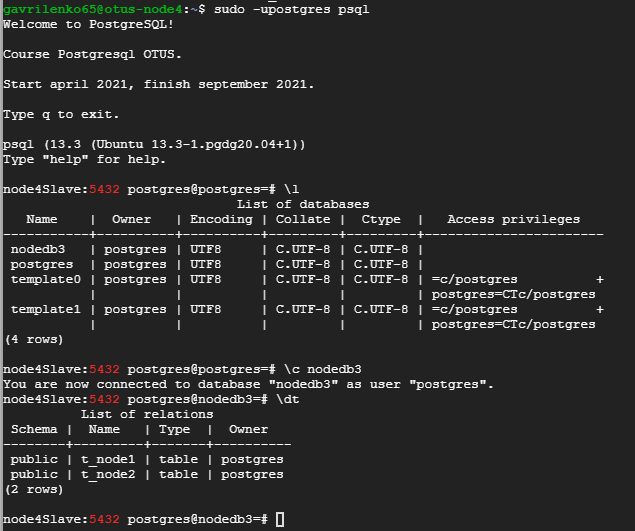 gavrilenko65@otus-node4:~$ sudo -upostgres psql
Welcome to PostgreSQL!

Course Postgresql OTUS.

Start april 2021, finish september 2021.

Type q to exit.

psql (13.3 (Ubuntu 13.3-1.pgdg20.04+1))
Type "help" for help.

node4Slave:5432 postgres@postgres=# \l
                              List of databases
   Name    |  Owner   | Encoding | Collate |  Ctype  |   Access privileges
-----------+----------+----------+---------+---------+-----------------------
 nodedb3   | postgres | UTF8     | C.UTF-8 | C.UTF-8 |
 postgres  | postgres | UTF8     | C.UTF-8 | C.UTF-8 |
 template0 | postgres | UTF8     | C.UTF-8 | C.UTF-8 | =c/postgres          +
           |          |          |         |         | postgres=CTc/postgres
 template1 | postgres | UTF8     | C.UTF-8 | C.UTF-8 | =c/postgres          +
           |          |          |         |         | postgres=CTc/postgres
(4 rows)

node4Slave:5432 postgres@postgres=# \c nodedb3
You are now connected to database "nodedb3" as user "postgres".
node4Slave:5432 postgres@nodedb3=# \dt
          List of relations
 Schema |  Name   | Type  |  Owner
--------+---------+-------+----------
 public | t_node1 | table | postgres
 public | t_node2 | table | postgres
(2 rows)

node4Slave:5432 postgres@nodedb3=#